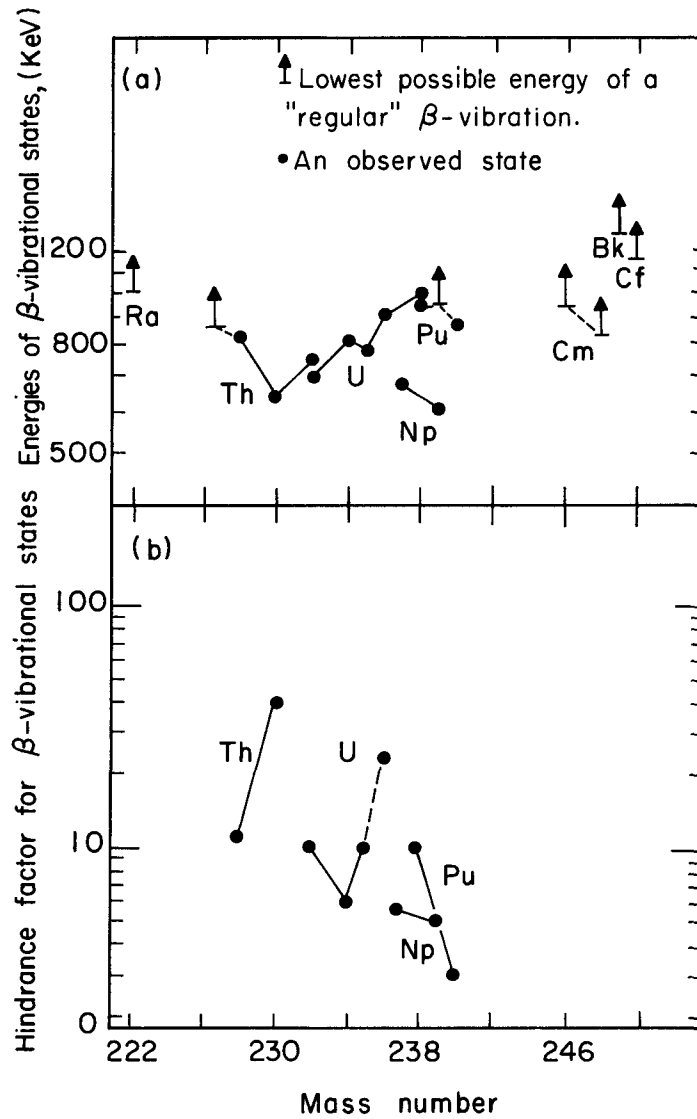 Energies of β-vibrational states, (KeV)
(a)
Lowest possible energy of a
"regular" β-vibration.
An observed state
1200
800
500
Ra
Th
U
Pu
Np
Cm
Bk
Cf
Hindrance factor for β-vibrational states
(b)
100
10
0
Th
U
Pu
Np
222
230
238
246
Mass number